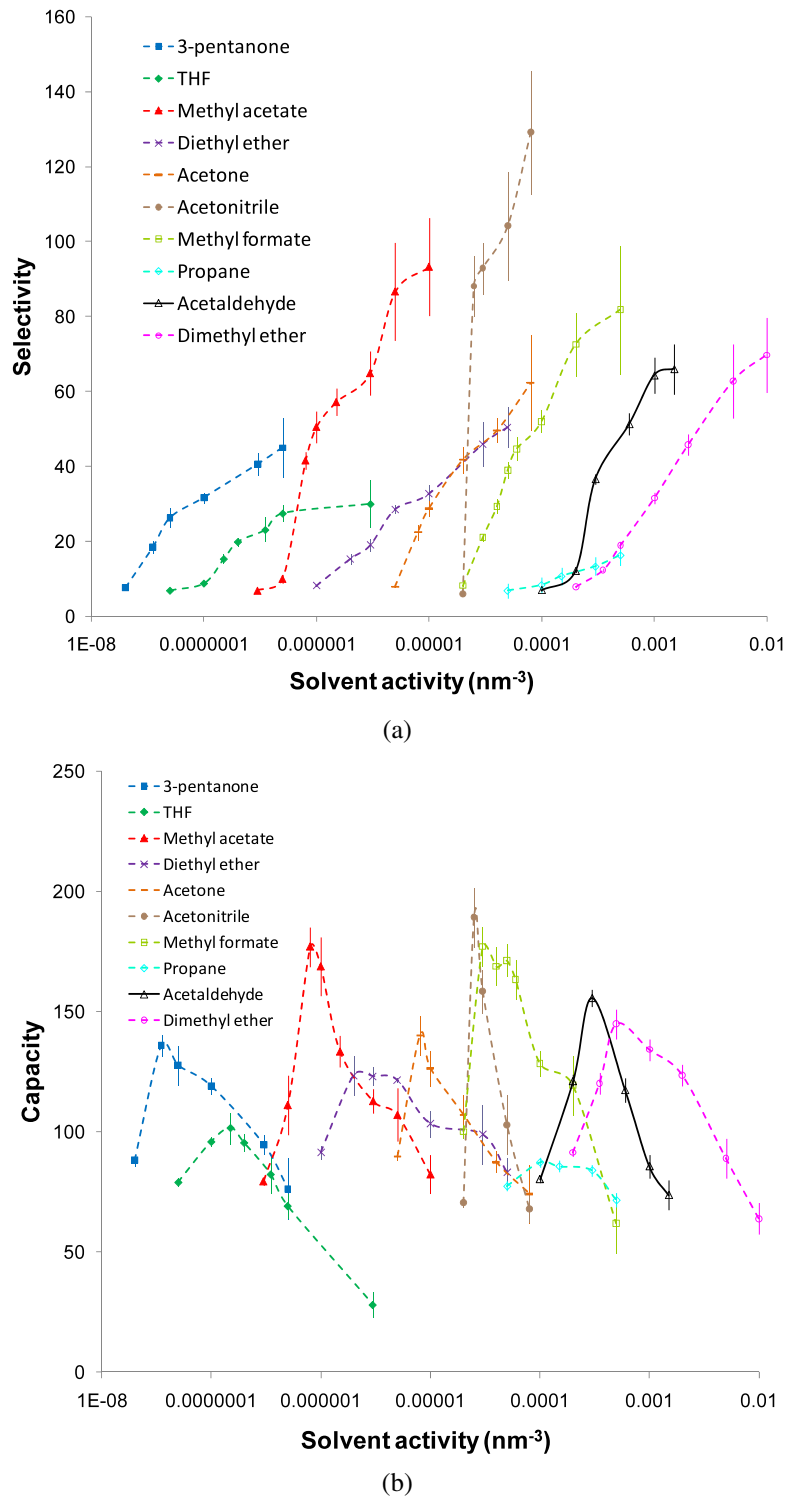 160
140
120
100
80
60
40
20
0
Selectivity
3-pentanone
THF
Methyl acetate
Diethyl ether
Acetone
Acetonitrile
Methyl formate
Propane
Acetaldehyde
Dimethyl ether
1E-08 0.0000001 0.000001 0.00001 0.0001 0.001 0.01
Solvent activity (nm-3)
(a)
250
200
150
100
50
0
Capacity
3-pentanone
THF
Methyl acetate
Diethyl ether
Acetone
Acetonitrile
Methyl formate
Propane
Acetaldehyde
Dimethyl ether
1E-08 0.0000001 0.000001 0.00001 0.0001 0.001 0.01
Solvent activity (nm-3)
(b)